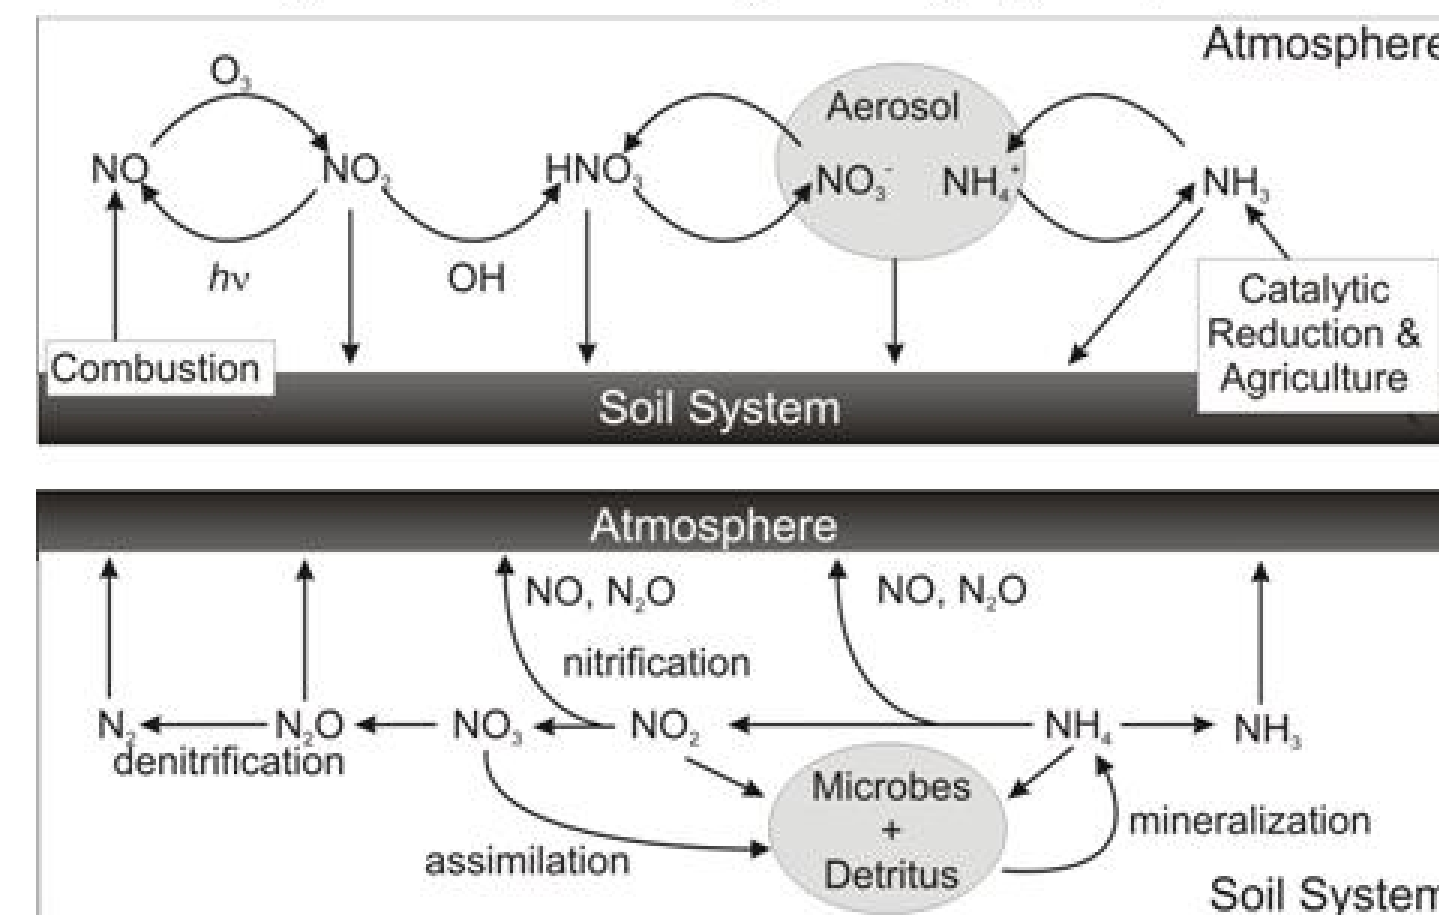 Atmosphere
O₃
Aerosol
NO
NO₂
HNO₃
NO₃⁻
NH₄⁺
NH₃
hν
OH
Catalytic
Reduction &
Agriculture
Combustion
Soil System
Atmosphere
NO, N₂O
NO, N₂O
nitrification
N₂
N₂O
NO₃
NO₂
NH₄
NH₃
denitrification
Microbes
+
Detritus
mineralization
assimilation
Soil System